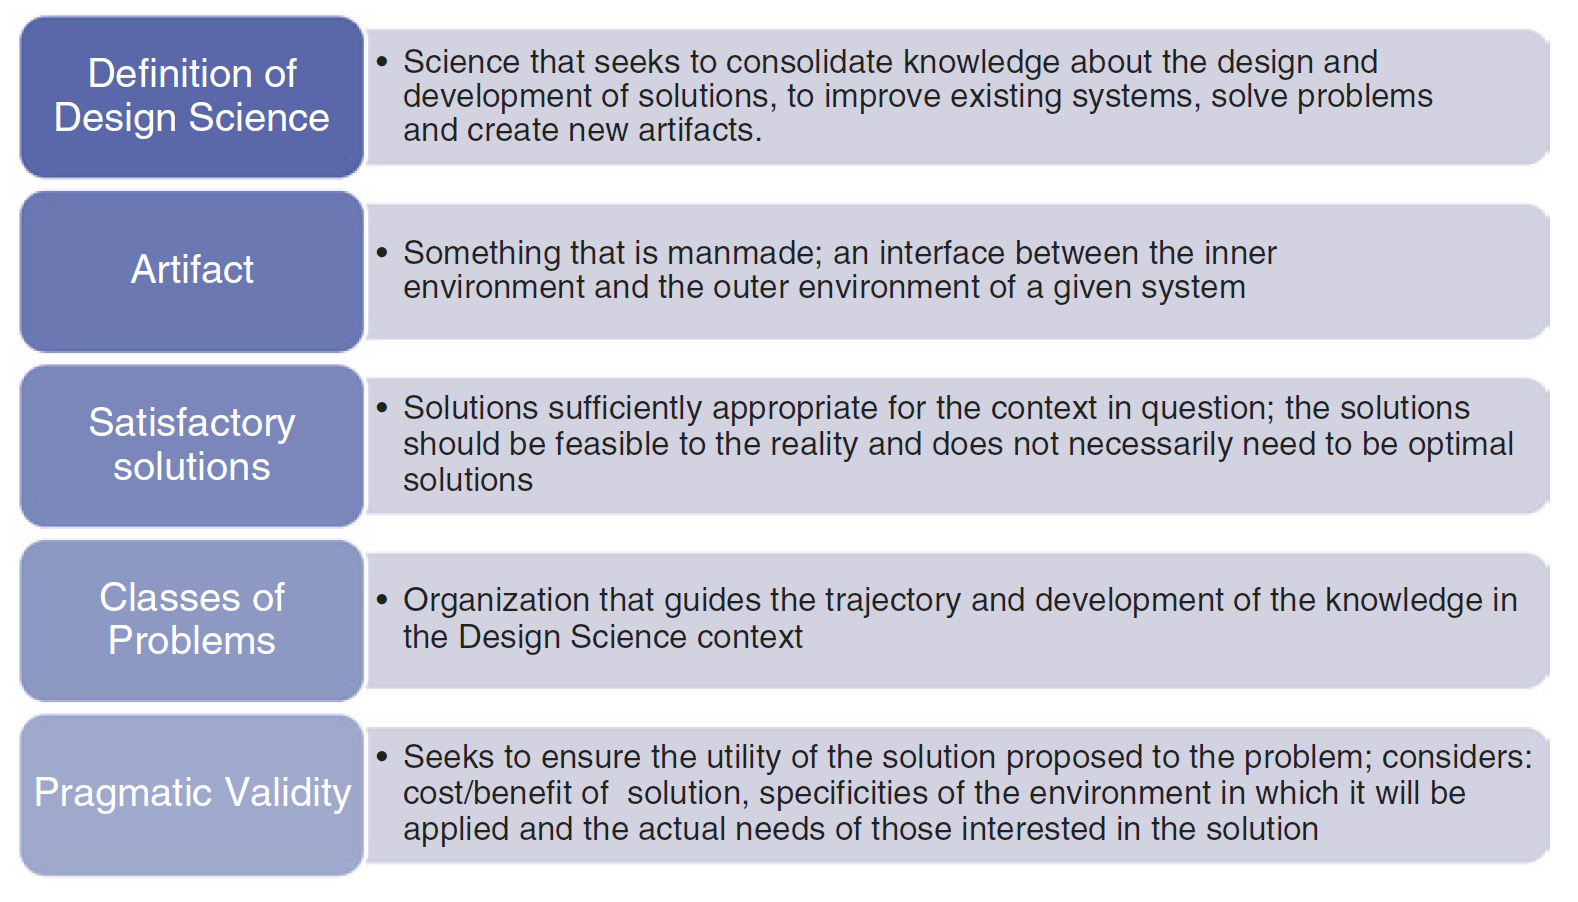 Definition of
Design Science
• Science that seeks to consolidate knowledge about the design and
development of solutions, to improve existing systems, solve problems
and create new artifacts.
Artifact
• Something that is manmade; an interface between the inner
environment and the outer environment of a given system
Satisfactory
solutions
• Solutions sufficiently appropriate for the context in question; the solutions
should be feasible to the reality and does not necessarily need to be optimal
solutions
Classes of
Problems
• Organization that guides the trajectory and development of the knowledge in
the Design Science context
Pragmatic Validity
• Seeks to ensure the utility of the solution proposed to the problem; considers:
cost/benefit of  solution, specificities of the environment in which it will be
applied and the actual needs of those interested in the solution